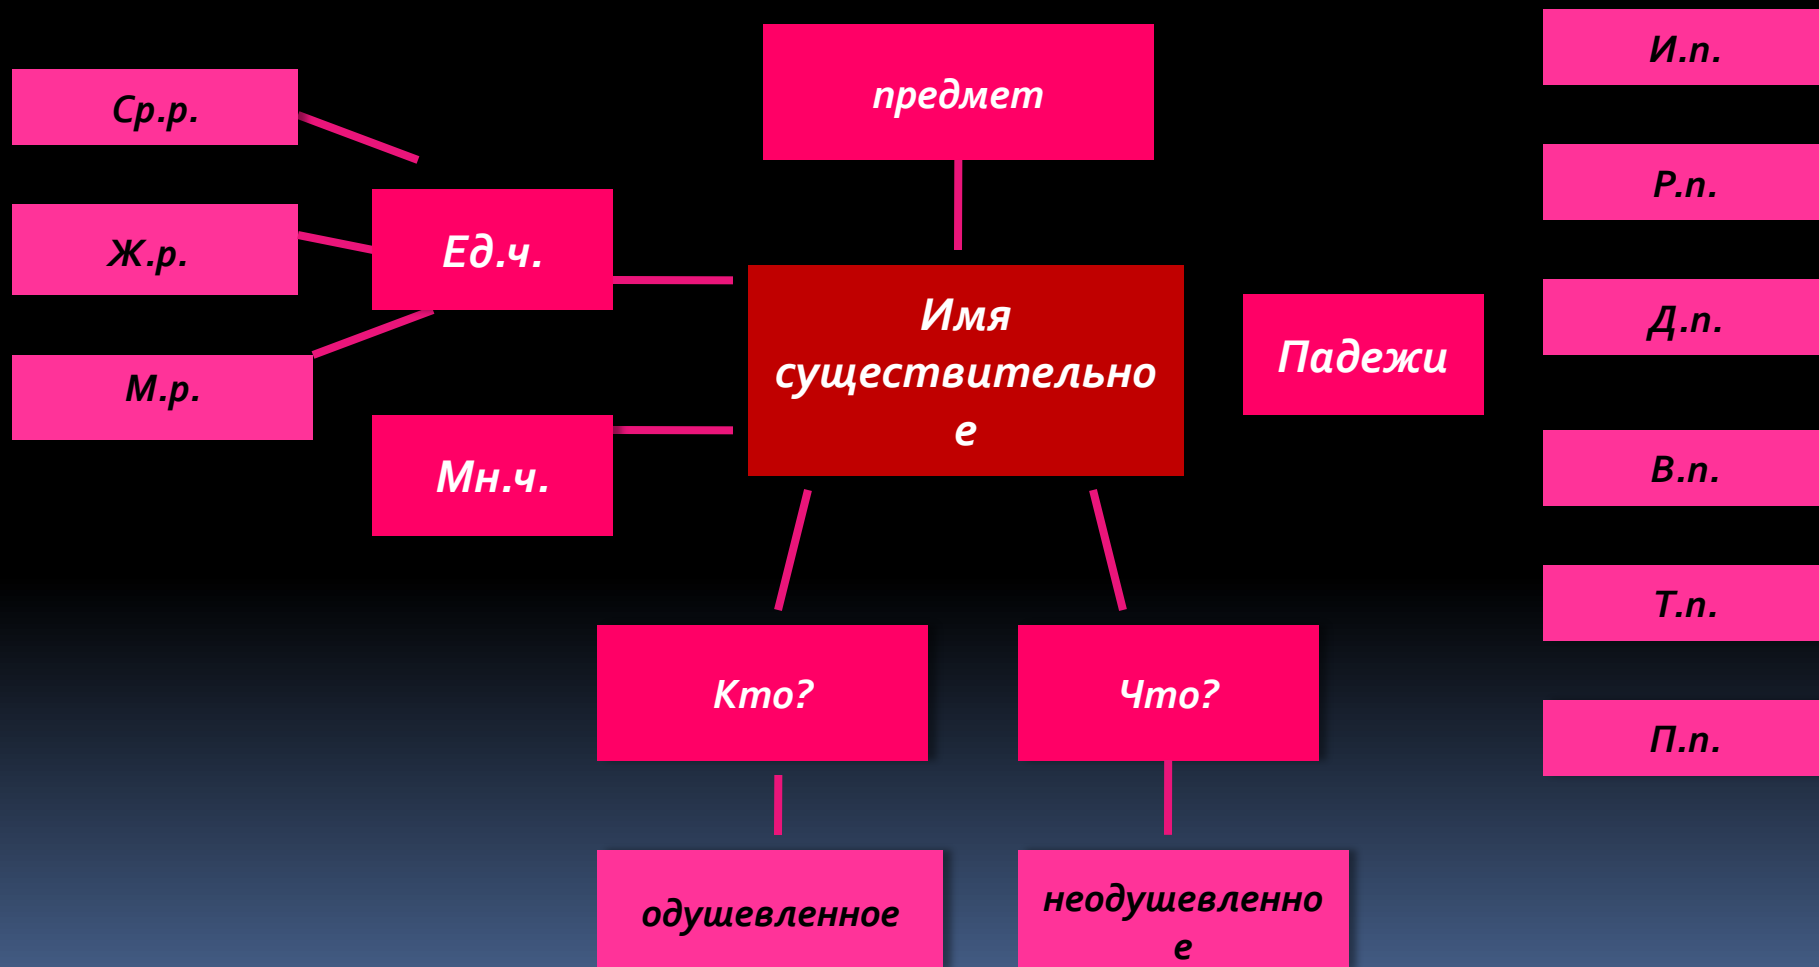 предмет
Ср.р.
Ж.р.
М.р.
Ед.ч.
Мн.ч.
Имя
существительно
е
Падежи
И.п.
Р.п.
Д.п.
В.п.
Т.п.
П.п.
Кто?
Что?
одушевленное
неодушевленно
е